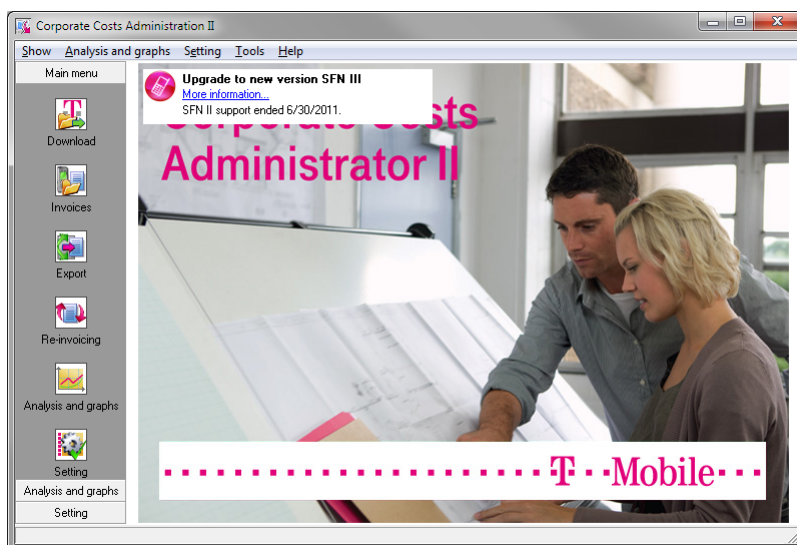 Corporate Costs Administration II
Show Analysis and graphs Setting Tools Help
Main menu
Download
Invoices
Export
Re-invoicing
Analysis and graphs
Setting
Analysis and graphs
Setting
Upgrade to new version SFN III
More information...
SFN II support ended 6/30/2011.
Corporate Costs
Administrator II
T Mobile